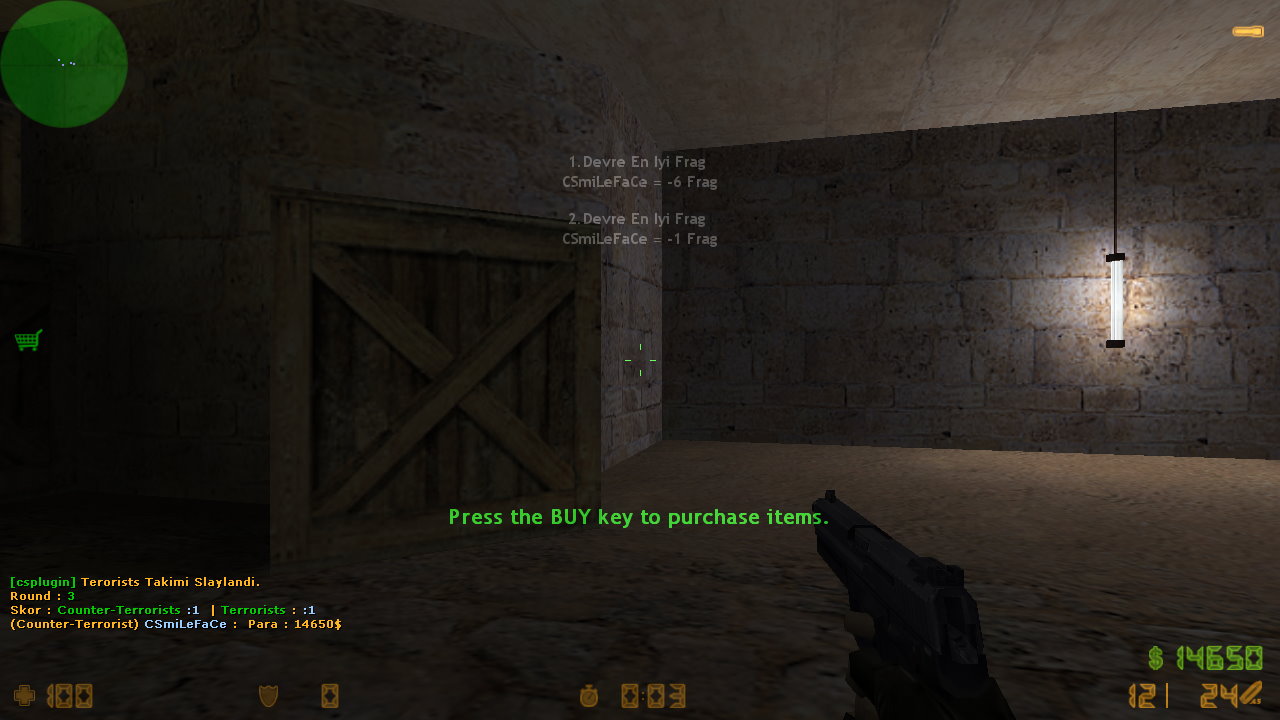 1.Devre En Iyi Frag
CSmiLeFaCe = -6 Frag
2.Devre En Iyi Frag
CSmiLeFaCe = -1 Frag
Press the BUY key to purchase items.
[csplugin] Terorists Takimi Slaylandi.
Round : 3
Skor : Counter-Terrorists :1 | Terrorists : :1
(Counter-Terrorist) CSmiLeFaCe : Para : 14650$
$ 14650
100 0 0:03 12| 24